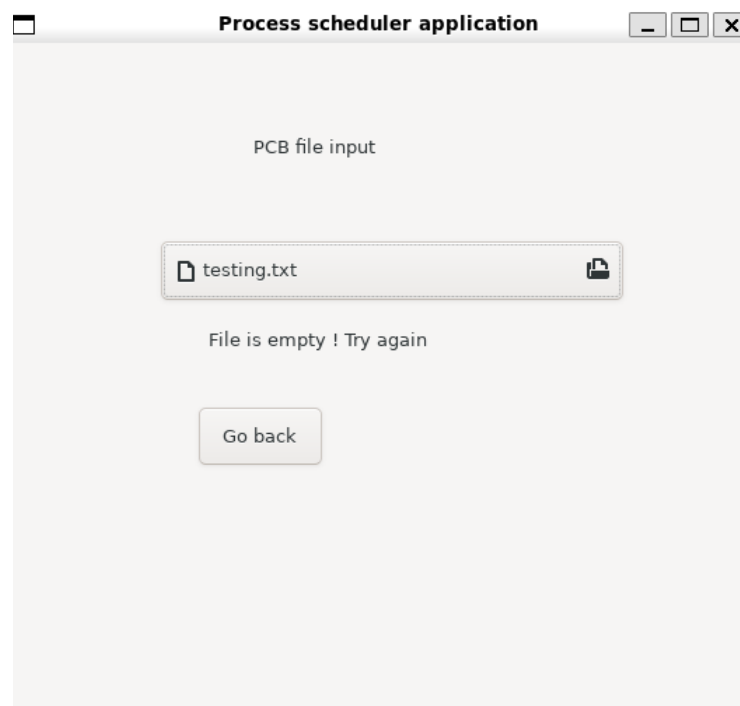 Process scheduler application
PCB file input
testing.txt
File is empty ! Try again
Go back